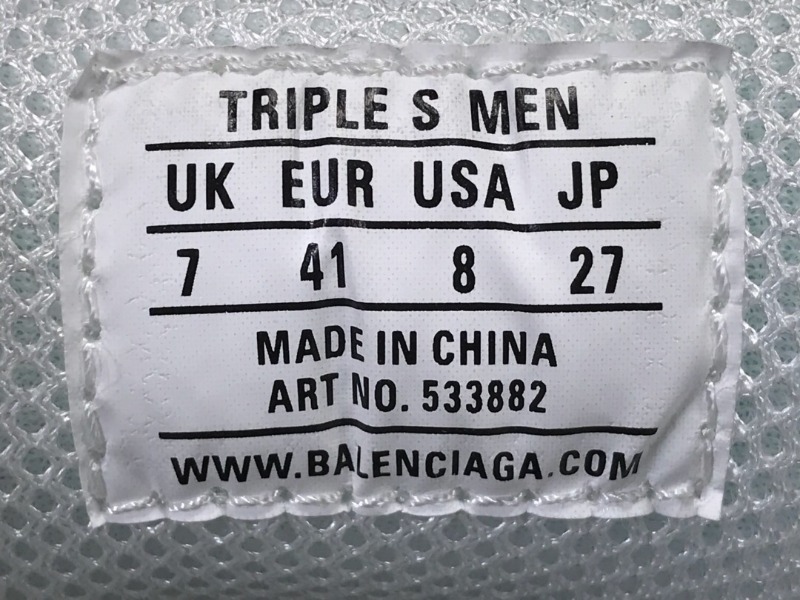 TRIPLE S MEN
UK EUR USA JP
7 41 8 27
MADE IN CHINA
ART NO. 533882
WWW.BALENCIAGA.COM